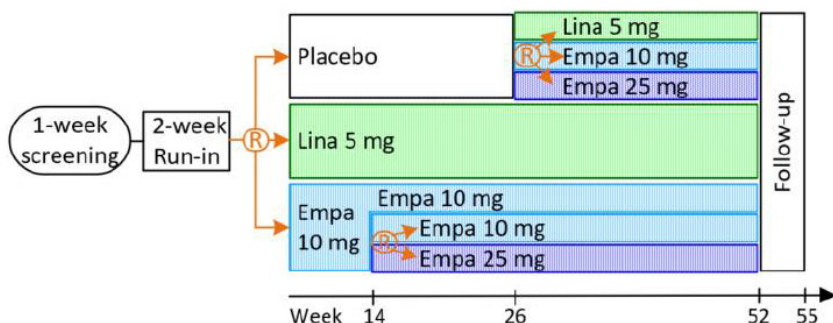 1-week
screening
2-week
Run-in
R
Placebo
R
Lina 5 mg
Empa 10 mg
Empa 25 mg
Lina 5 mg
Empa
10 mg
Empa 10 mg
R
Empa 10 mg
Empa 25 mg
Follow-up
Week 14 26 52 55